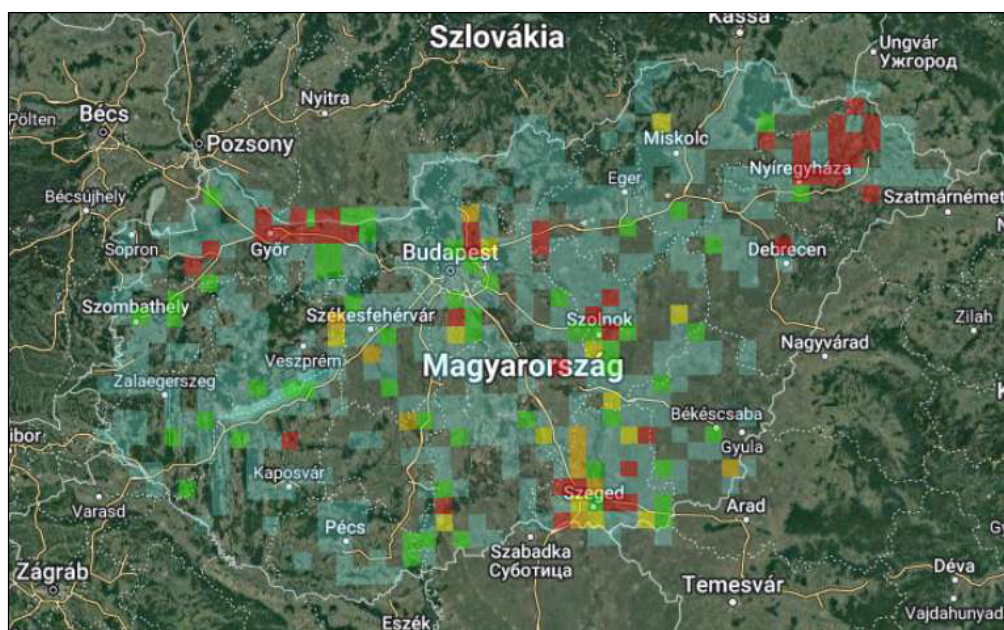 Kassa
Szlovákia
Ungvár
Ужгород
Nyitra
Bécs
Pölten
Miskolc
Pozsony
Nyíregyháza
Eger
Bécsújhely
Szatmárnémet
Sopron
Győr
Budapest
Debrecen
Szombathely
Székesfehérvár
Szolnok
Zilah
Nagyvárad
Veszprém
Magyarország
Zalaegerszeg
Békéscsaba
ibor
Gyula
Kaposvár
Szeged
Varasd
Arad
Pécs
Szabadka
Суботица
Zágráb
Temesvár
Déva
Vajdahunyad
Eszék